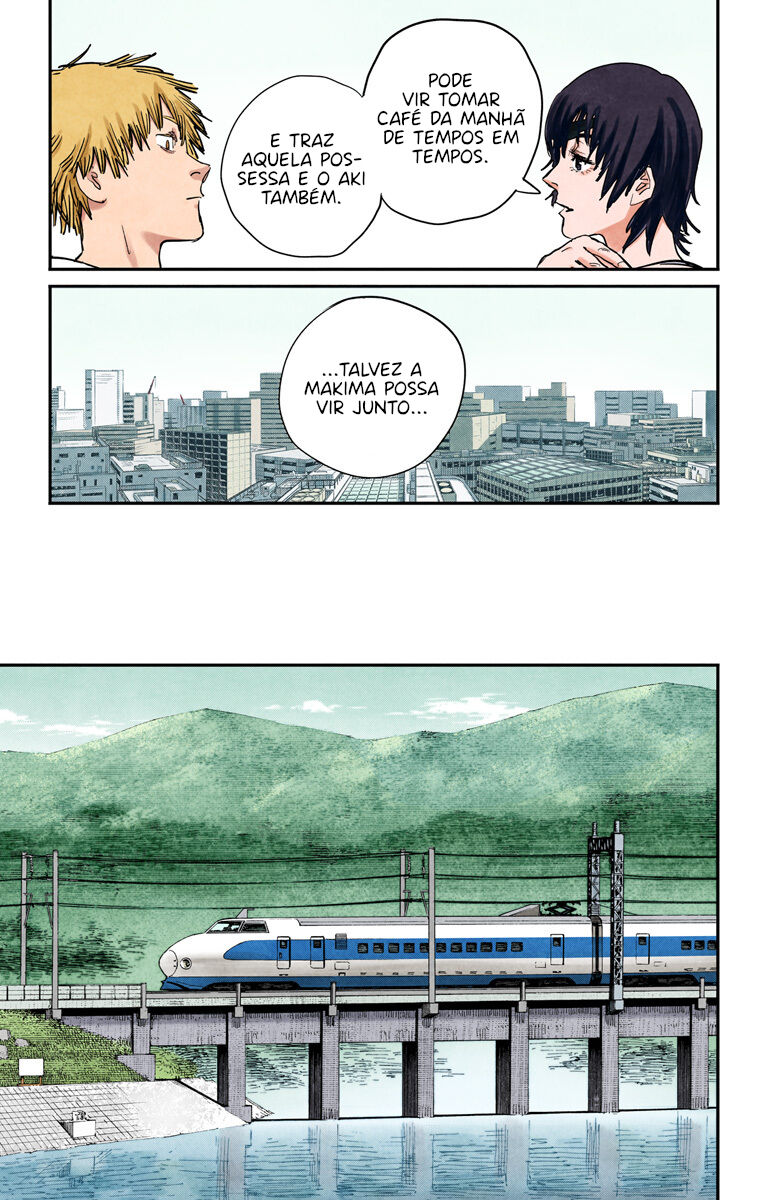 PODE
VIR TOMAR
CAFÉ DA MANHÃ
DE TEMPOS EM
TEMPOS.
E TRAZ
AQUELA POS-
SESSA E O AKI
TAMBÉM.
...TALVEZ A
MAKIMA POSSA
VIR JUNTO...